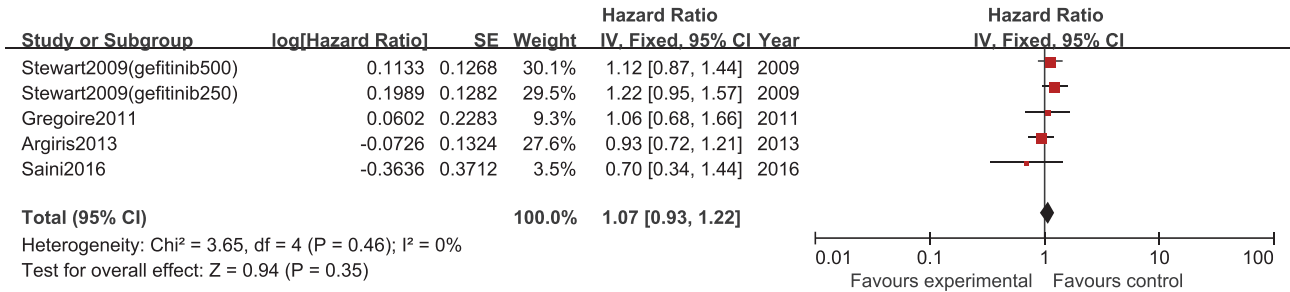 Hazard Ratio Hazard Ratio
Study or Subgroup log[Hazard Ratio] SE Weight IV, Fixed, 95% CI Year IV, Fixed, 95% CI
Stewart2009(gefitinib500) 0.1133 0.1268 30.1% 1.12 [0.87, 1.44] 2009
Stewart2009(gefitinib250) 0.1989 0.1282 29.5% 1.22 [0.95, 1.57] 2009
Gregoire2011 0.0602 0.2283 9.3% 1.06 [0.68, 1.66] 2011
Argiris2013 -0.0726 0.1324 27.6% 0.93 [0.72, 1.21] 2013
Saini2016 -0.3636 0.3712 3.5% 0.70 [0.34, 1.44] 2016
Total (95% CI) 100.0% 1.07 [0.93, 1.22]
Heterogeneity: Chi² = 3.65, df = 4 (P = 0.46); I² = 0%
Test for overall effect: Z = 0.94 (P = 0.35)
0.01 0.1 1 10 100
Favours experimental Favours control